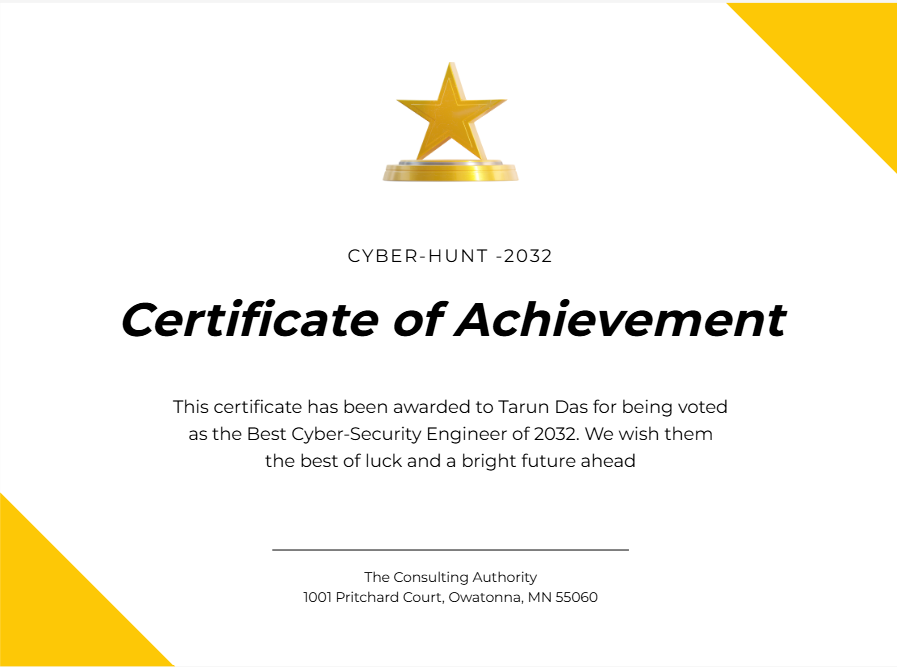 CYBER-HUNT -2032
Certificate of Achievement
This certificate has been awarded to Tarun Das for being voted
as the Best Cyber-Security Engineer of 2032. We wish them
the best of luck and a bright future ahead
The Consulting Authority
1001 Pritchard Court, Owatonna, MN 55060